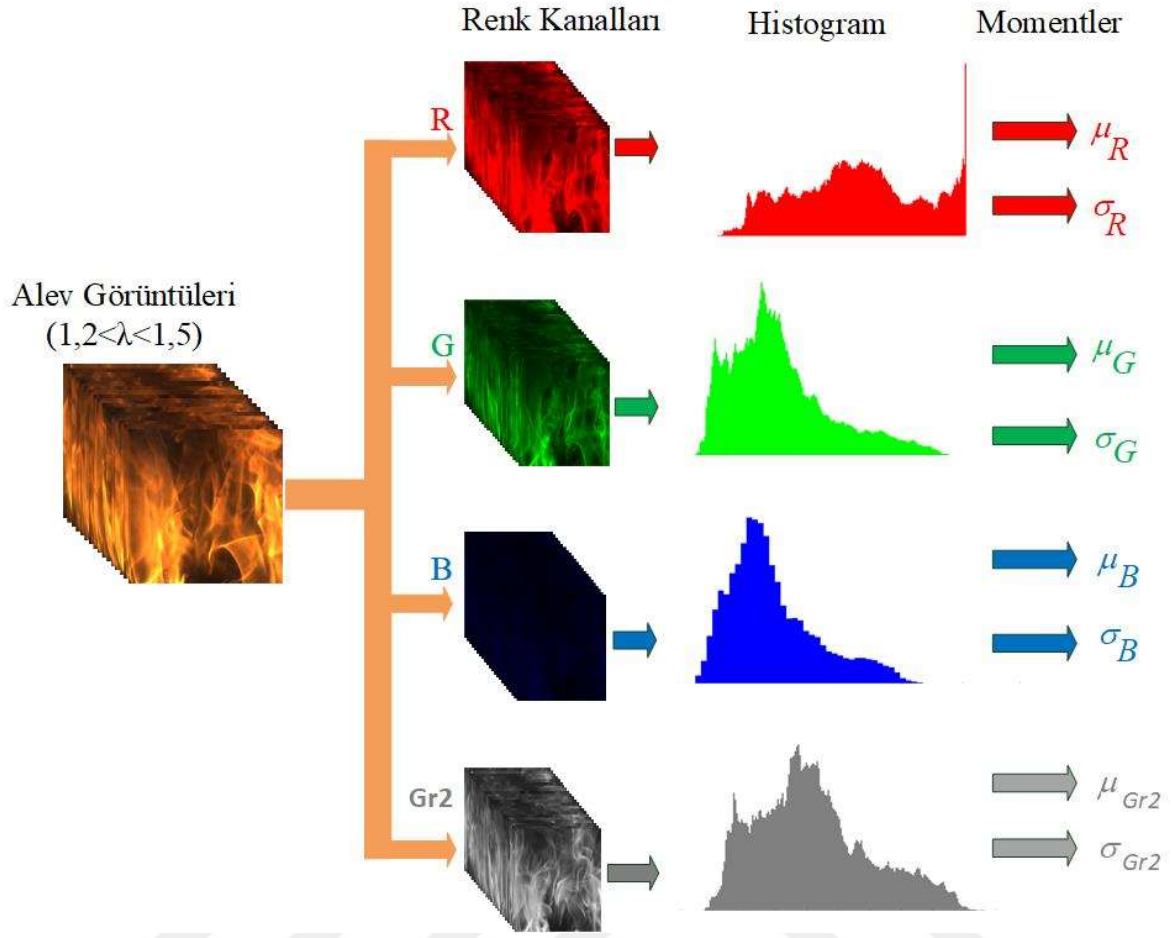 Renk Kanalları
Histogram
Momentler
Alev Görüntüleri
(1,2<λ<1,5)
R
μR
σR
G
μG
σG
B
μB
σB
Gr2
μGr2
σGr2